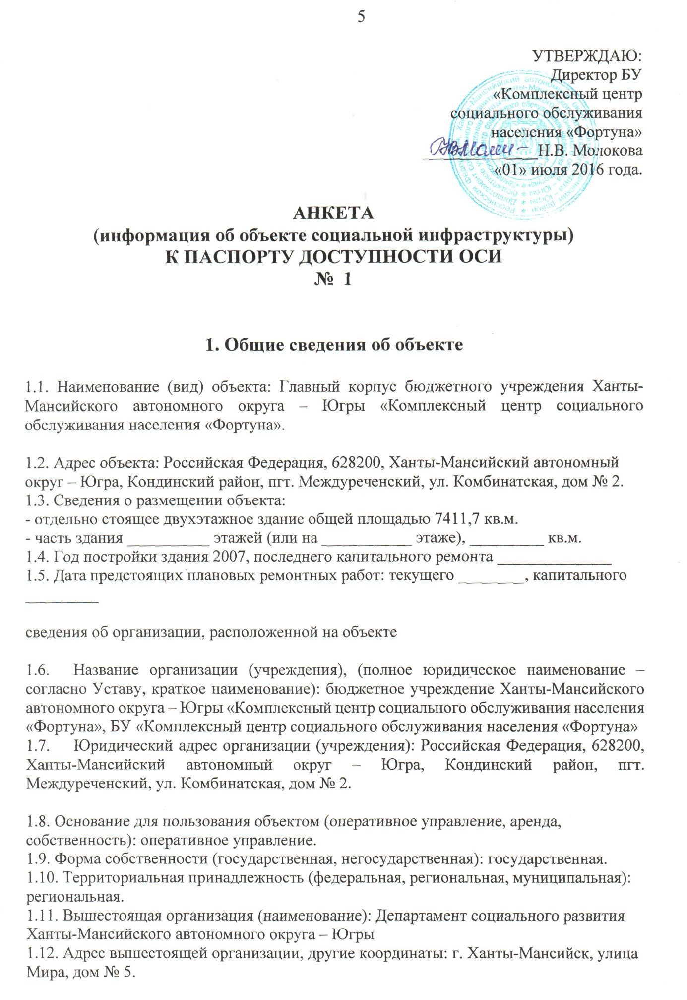 5
УТВЕРЖДАЮ:
Директор БУ
«Комплексный центр
социального обслуживания
населения «Фортуна»
______________Н.В. Молокова
«01» июля 2016 года.
АНКЕТА
(информация об объекте социальной инфраструктуры)
К ПАСПОРТУ ДОСТУПНОСТИ ОСИ
№ 1
1. Общие сведения об объекте
1.1. Наименование (вид) объекта: Главный корпус бюджетного учреждения Ханты-
Мансийского автономного округа – Югры «Комплексный центр социального
обслуживания населения «Фортуна».
1.2. Адрес объекта: Российская Федерация, 628200, Ханты-Мансийский автономный
округ – Югра, Кондинский район, пгт. Междуреченский, ул. Комбинатская, дом № 2.
1.3. Сведения о размещении объекта:
- отдельно стоящее двухэтажное здание общей площадью 7411,7 кв.м.
- часть здания __________ этажей (или на ___________ этаже), _________ кв.м.
1.4. Год постройки здания 2007, последнего капитального ремонта ______________
1.5. Дата предстоящих плановых ремонтных работ: текущего ________, капитального
_________
сведения об организации, расположенной на объекте
1.6. Название организации (учреждения), (полное юридическое наименование –
согласно Уставу, краткое наименование): бюджетное учреждение Ханты-Мансийского
автономного округа – Югры «Комплексный центр социального обслуживания населения
«Фортуна», БУ «Комплексный центр социального обслуживания населения «Фортуна»
1.7. Юридический адрес организации (учреждения): Российская Федерация, 628200,
Ханты-Мансийский автономный округ – Югра, Кондинский район, пгт.
Междуреченский, ул. Комбинатская, дом № 2.
1.8. Основание для пользования объектом (оперативное управление, аренда,
собственность): оперативное управление.
1.9. Форма собственности (государственная, негосударственная): государственная.
1.10. Территориальная принадлежность (федеральная, региональная, муниципальная):
региональная.
1.11. Вышестоящая организация (наименование): Департамент социального развития
Ханты-Мансийского автономного округа – Югры
1.12. Адрес вышестоящей организации, другие координаты: г. Ханты-Мансийск, улица
Мира, дом № 5.